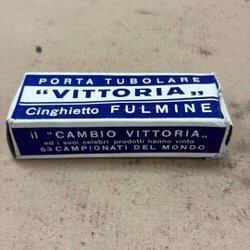 PORTA TUBOLARE
"VITTORIA„
Cinghietto FULMINE
il "CAMBIO VITTORIA„
ed i suoi celebri prodotti hanno vinto
53 CAMPIONATI DEL MONDO